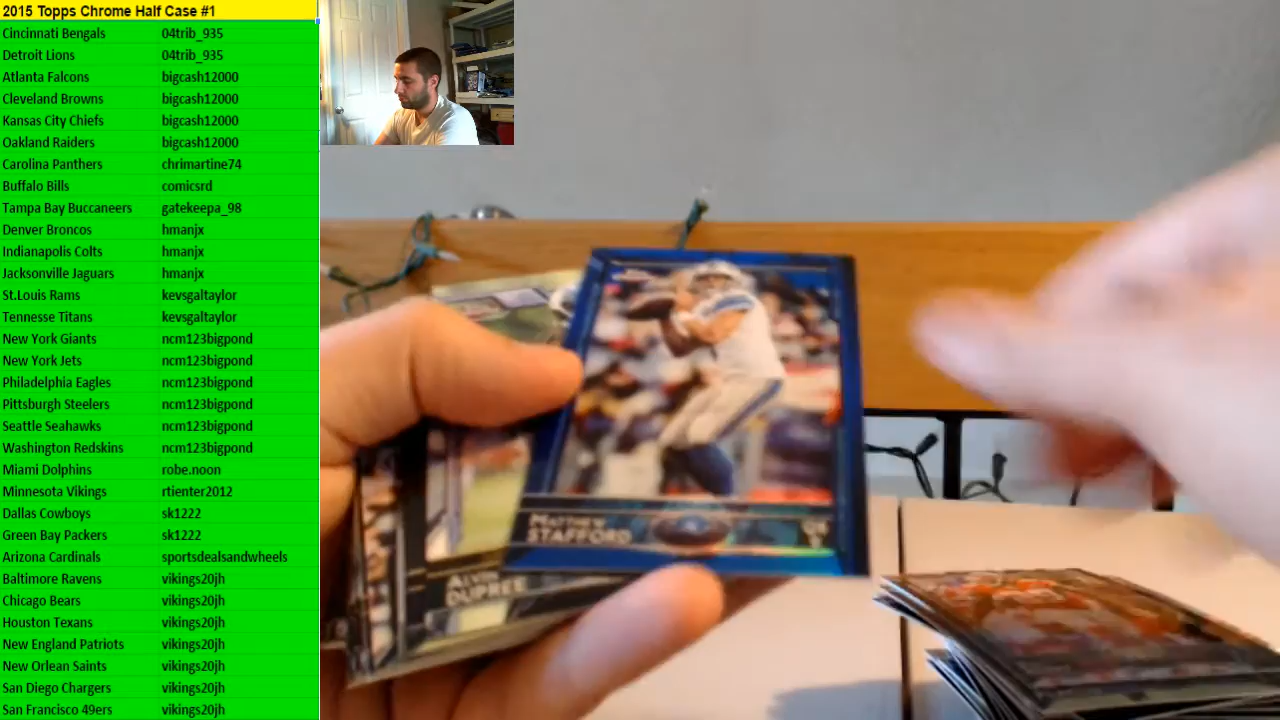 2015 Topps Chrome Half Case #1
Cincinnati Bengals 04trib_935
Detroit Lions 04trib_935
Atlanta Falcons bigcash12000
Cleveland Browns bigcash12000
Kansas City Chiefs bigcash12000
Oakland Raiders bigcash12000
Carolina Panthers chrimartine74
Buffalo Bills comicsrd
Tampa Bay Buccaneers gatekeepa_98
Denver Broncos hmanjx
Indianapolis Colts hmanjx
Jacksonville Jaguars hmanjx
St.Louis Rams kevsgaltaylor
Tennesse Titans kevsgaltaylor
New York Giants ncm123bigpond
New York Jets ncm123bigpond
Philadelphia Eagles ncm123bigpond
Pittsburgh Steelers ncm123bigpond
Seattle Seahawks ncm123bigpond
Washington Redskins ncm123bigpond
Miami Dolphins robe.noon
Minnesota Vikings rtienter2012
Dallas Cowboys sk1222
Green Bay Packers sk1222
Arizona Cardinals sportsdealsandwheels
Baltimore Ravens vikings20jh
Chicago Bears vikings20jh
Houston Texans vikings20jh
New England Patriots vikings20jh
New Orlean Saints vikings20jh
San Diego Chargers vikings20jh
San Francisco 49ers vikings20jh
MATTHEW
STAFFORD
ALVIN
DUPREE